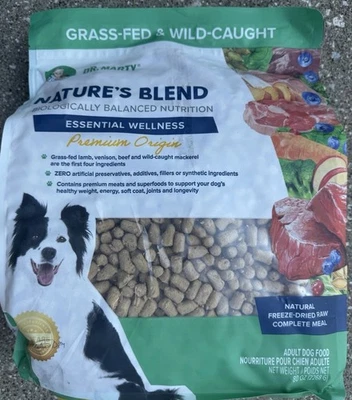 GRASS-FED & WILD-CAUGHT
DR. MARTY®
NATURE'S BLEND
BIOLOGICALLY BALANCED NUTRITION
ESSENTIAL WELLNESS
Premium Origin
Grass-fed lamb, venison, beef and wild-caught mackerel
are the first four ingredients
ZERO artificial preservatives, additives, fillers or synthetic ingredients
Contains premium meats and superfoods to support your dog's
healthy weight, energy, soft coat, joints and longevity
NATURAL
FREEZE-DRIED RAW
COMPLETE MEAL
ADULT DOG FOOD
NOURRITURE POUR CHIEN ADULTE
NET WEIGHT / POIDS NET